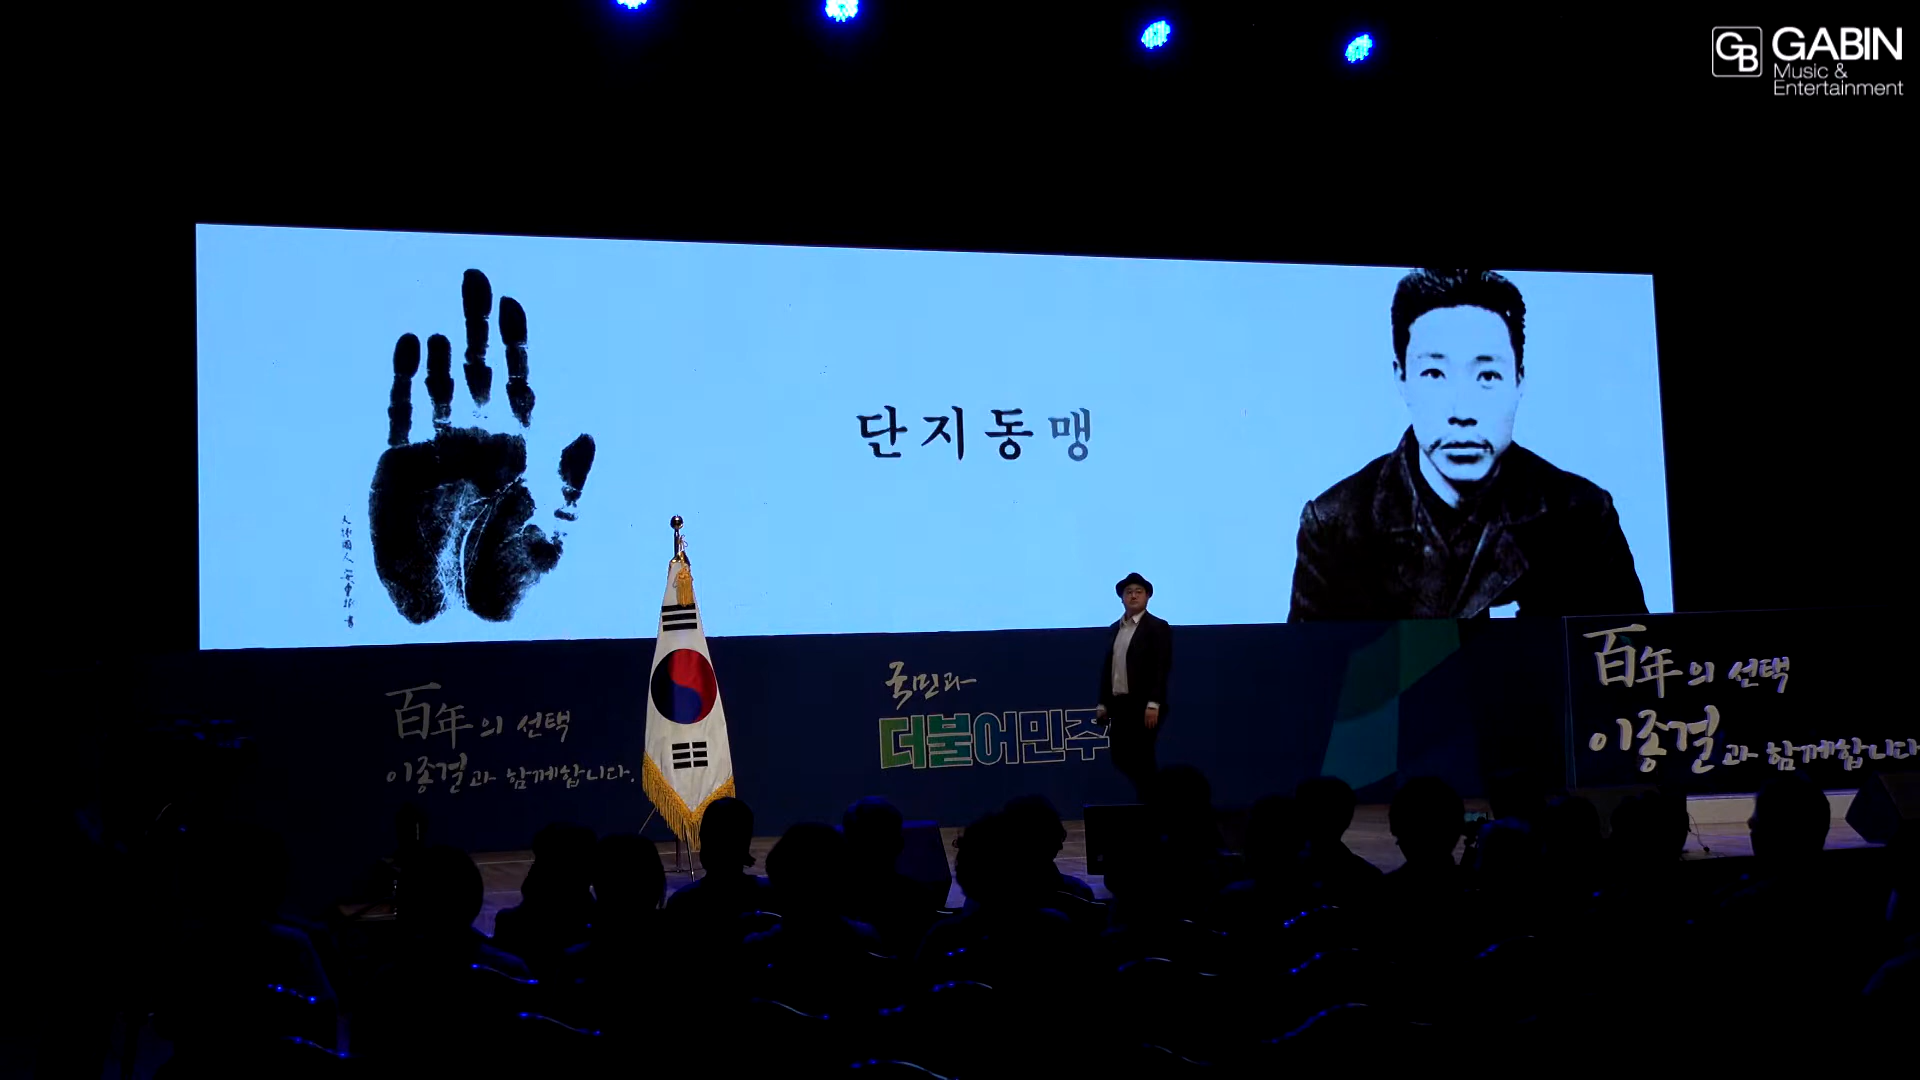 GB GABIN
Music &
Entertainment
단지동맹
百年의 선택
이종걸과 함께합니다.
국민과
더불어민주
百年의 선택
이종걸과 함께합니다